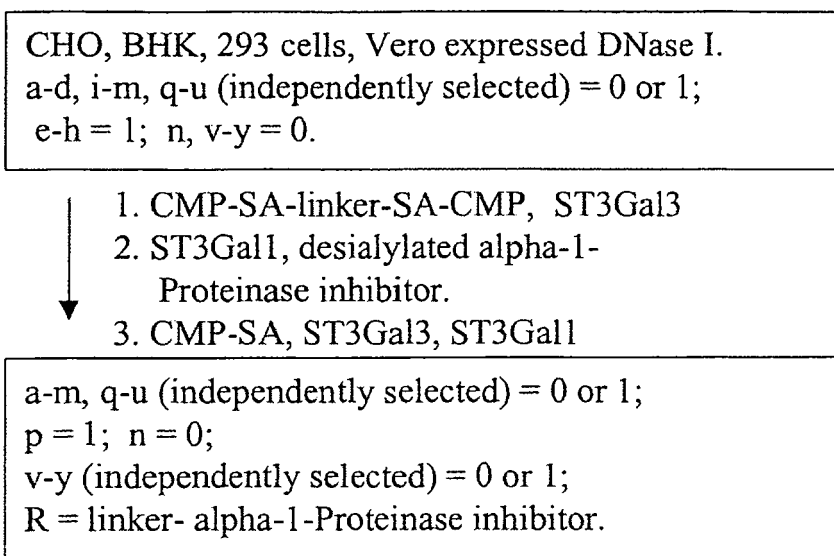 CHO, BHK, 293 cells, Vero expressed DNase I.
a-d, i-m, q-u (independently selected) = 0 or 1;
e-h = 1; n, v-y = 0.
1. CMP-SA-linker-SA-CMP, ST3Gal3
2. ST3Gal1, desialylated alpha-1-
Proteinase inhibitor.
3. CMP-SA, ST3Gal3, ST3Gal1
a-m, q-u (independently selected) = 0 or 1;
p = 1; n = 0;
v-y (independently selected) = 0 or 1;
R = linker- alpha-1-Proteinase inhibitor.